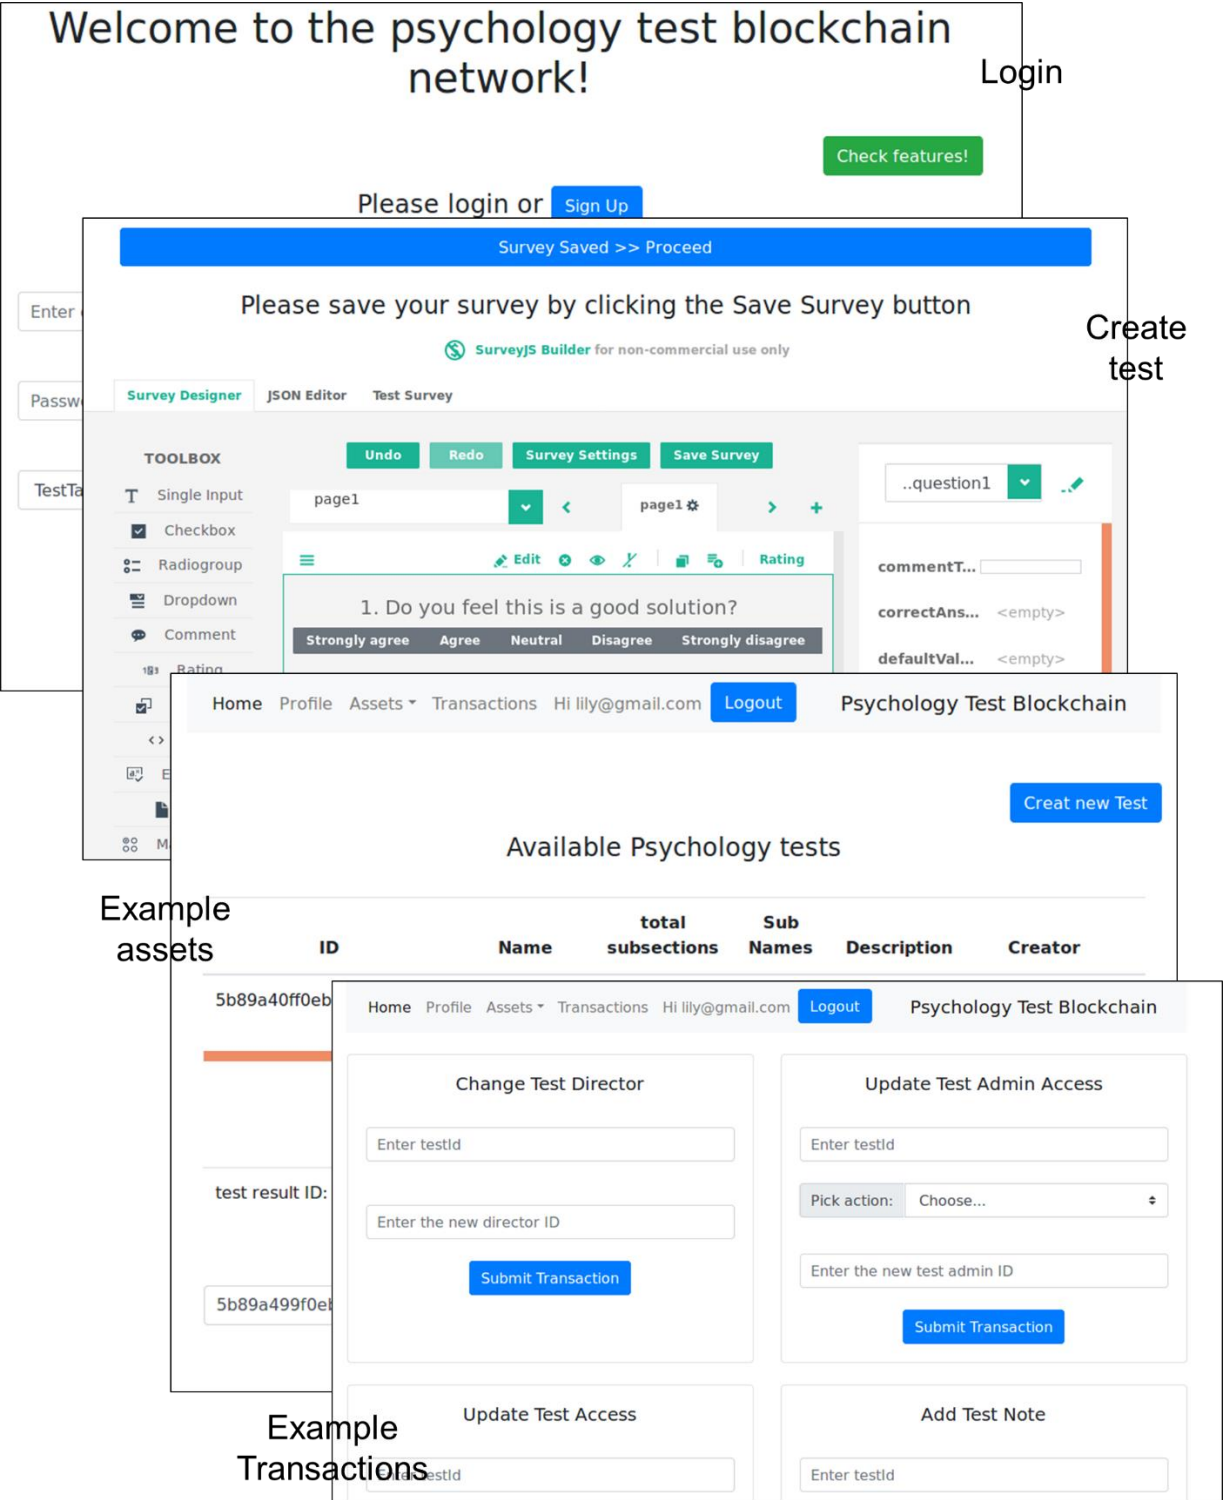 Welcome to the psychology test blockchain
network!
Login
Check features!
Please login or Sign Up
Survey Saved >> Proceed
Enter
Please save your survey by clicking the Save Survey button
Create
test
SurveyJS Builder for non-commercial use only
Survey Designer JSON Editor Test Survey
TOOLBOX
Undo Redo Survey Settings Save Survey
..question1
TestTa
T Single Input
page1
page1
Checkbox
Edit
Rating
Radiogroup
commentT...
Dropdown
1. Do you feel this is a good solution?
correctAns... <empty>
Comment
Strongly agree Agree Neutral Disagree Strongly disagree
Rating
defaultVal... <empty>
Home Profile Assets Transactions Hi lily@gmail.com Logout Psychology Test Blockchain
E
Creat new Test
M
Available Psychology tests
Example
assets
ID Name total
subsections Sub
Names Description Creator
5b89a40ff0eb
Home Profile Assets Transactions Hi lily@gmail.com Logout Psychology Test Blockchain
Change Test Director
Enter testId
Enter the new director ID
Submit Transaction
Update Test Admin Access
Enter testId
Pick action: Choose...
Enter the new test admin ID
Submit Transaction
test result ID:
5b89a499f0eb
Example
Transactions
Update Test Access
Enter testId
Add Test Note
Enter testId